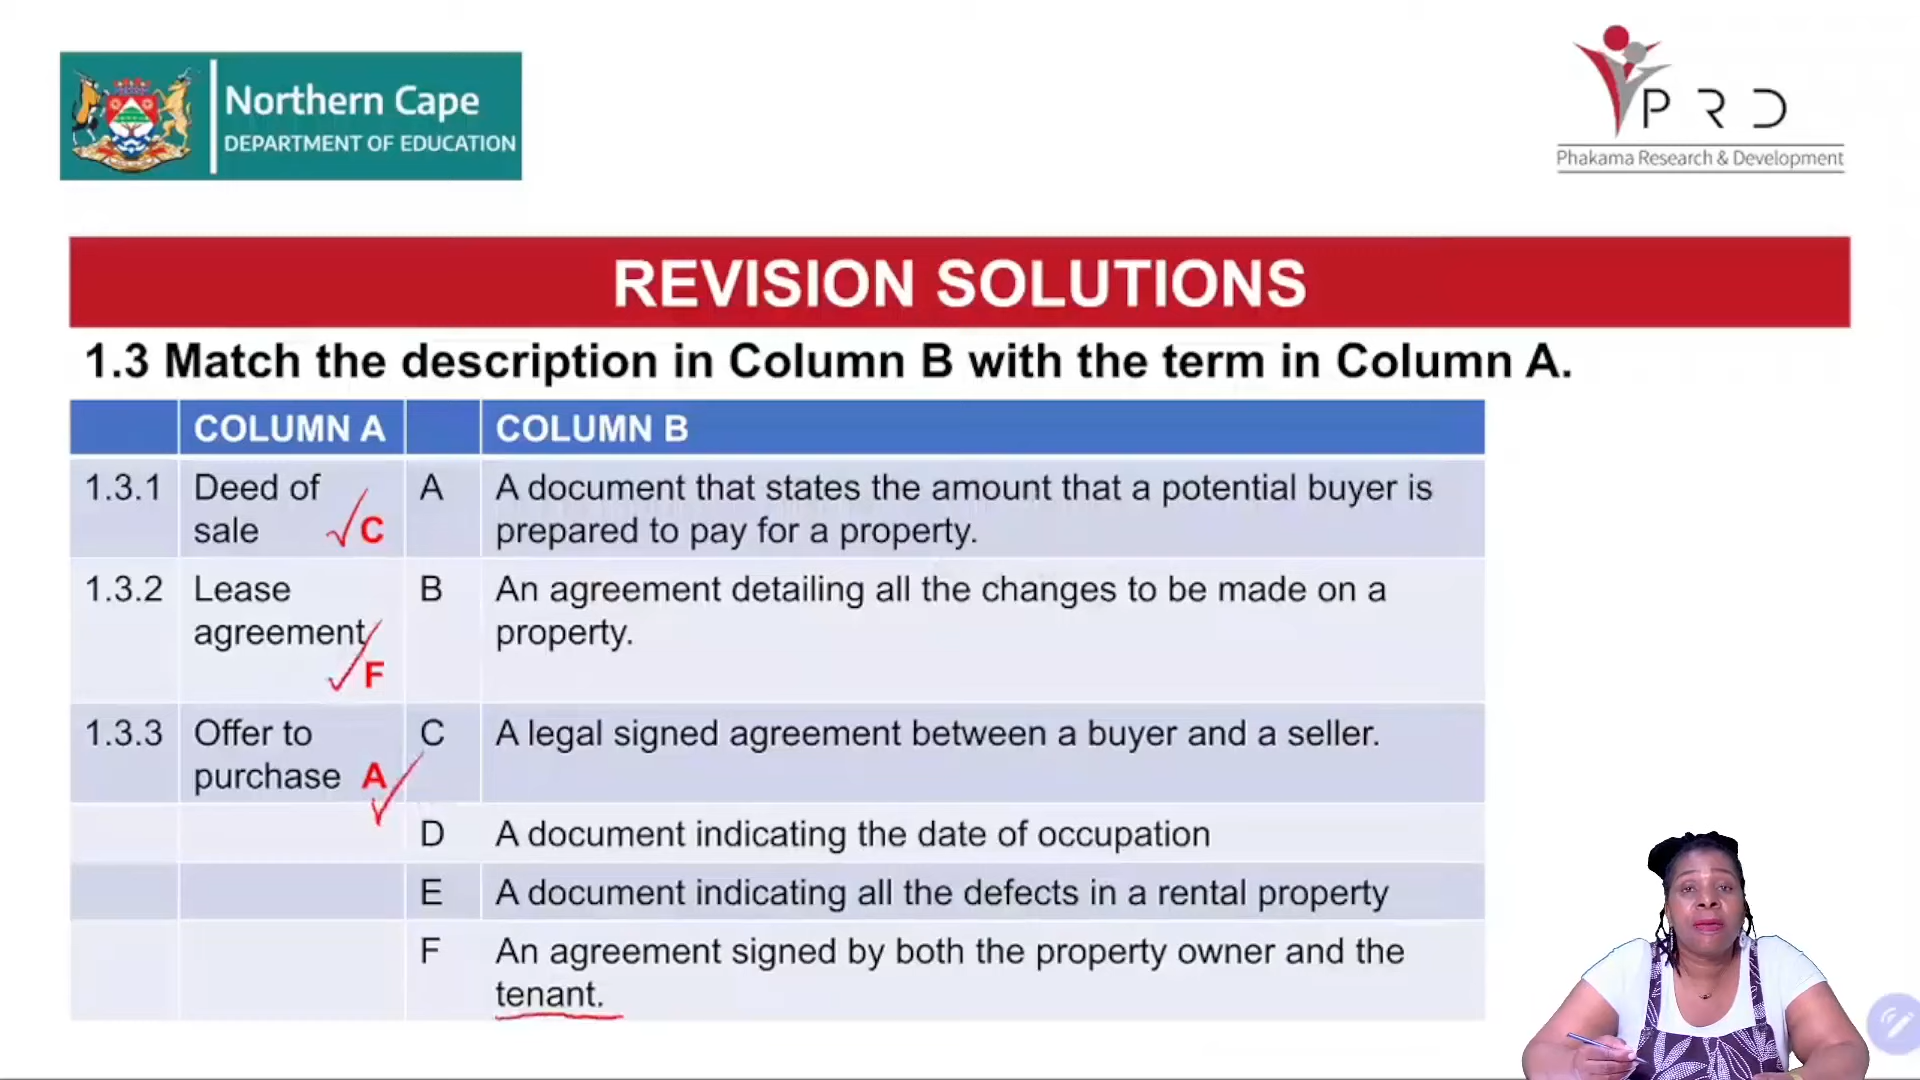 Northern Cape
DEPARTMENT OF EDUCATION
PRD
Phakama Research & Development
REVISION SOLUTIONS
1.3 Match the description in Column B with the term in Column A.
COLUMN A COLUMN B
1.3.1 Deed of A A document that states the amount that a potential buyer is
sale C prepared to pay for a property.
1.3.2 Lease B An agreement detailing all the changes to be made on a
agreement property.
F
1.3.3 Offer to C A legal signed agreement between a buyer and a seller.
purchase A
D A document indicating the date of occupation
E A document indicating all the defects in a rental property
F An agreement signed by both the property owner and the
tenant.